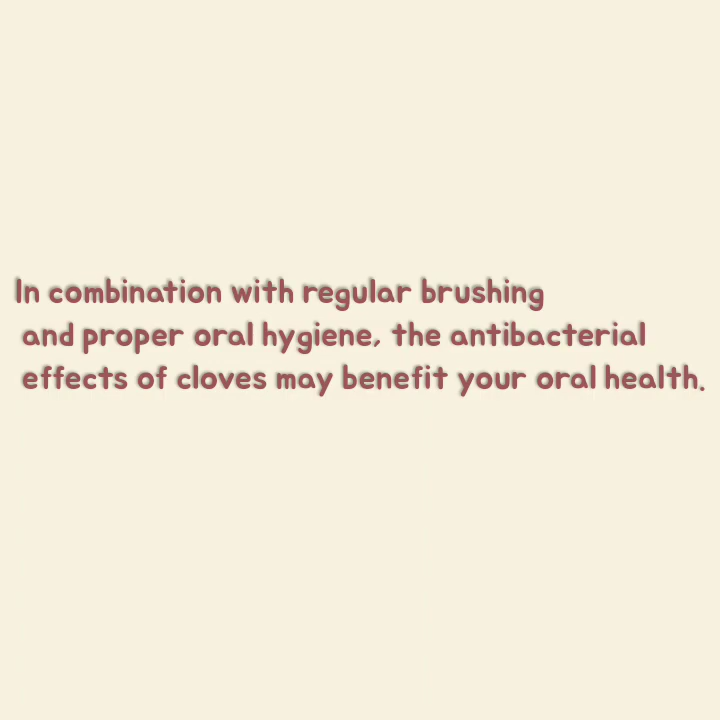 In combination with regular brushing
and proper oral hygiene, the antibacterial
effects of cloves may benefit your oral health.